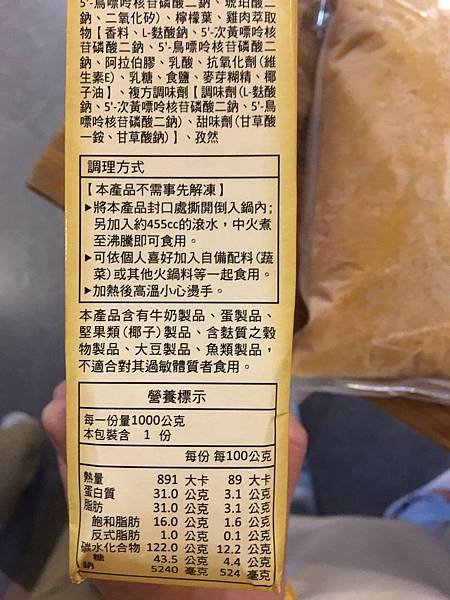 5'-鳥嘌呤核苷磷酸二鈉、琥珀酸二
鈉、二氧化矽)、檸檬葉、雞肉萃取
物【香料、L-麩酸鈉、5'-次黃嘌呤核
苷磷酸二鈉、5'-鳥嘌呤核苷磷酸二
鈉、阿拉伯膠、乳酸、抗氧化劑(維
生素E)、乳糖、食鹽、麥芽糊精、椰
子油】、複方調味劑【調味劑(L-麩酸
鈉、5'-次黃嘌呤核苷磷酸二鈉、5'-鳥
嘌呤核苷磷酸二鈉)、甜味劑(甘草酸
一銨、甘草酸鈉)】、孜然
調理方式
【本產品不需事先解凍】
▶將本產品封口處撕開倒入鍋內;
另加入約455cc的滾水,中火煮
至沸騰即可食用。
▶可依個人喜好加入自備配料(蔬
菜)或其他火鍋料等一起食用。
▶加熱後高溫小心燙手。
本產品含有牛奶製品、蛋製品、
堅果類(椰子)製品、含麩質之穀
物製品、大豆製品、魚類製品,
不適合對其過敏體質者食用。
營養標示
每一份量1000公克
本包裝含 1 份
每份 每100公克
熱量 891 大卡 89 大卡
蛋白質 31.0 公克 3.1 公克
脂肪 31.0 公克 3.1 公克
飽和脂肪 16.0 公克 1.6 公克
反式脂肪 1.0 公克 0.1 公克
碳水化合物 122.0 公克 12.2 公克
糖 43.5 公克 4.4 公克
鈉 5240 毫克 524 毫克